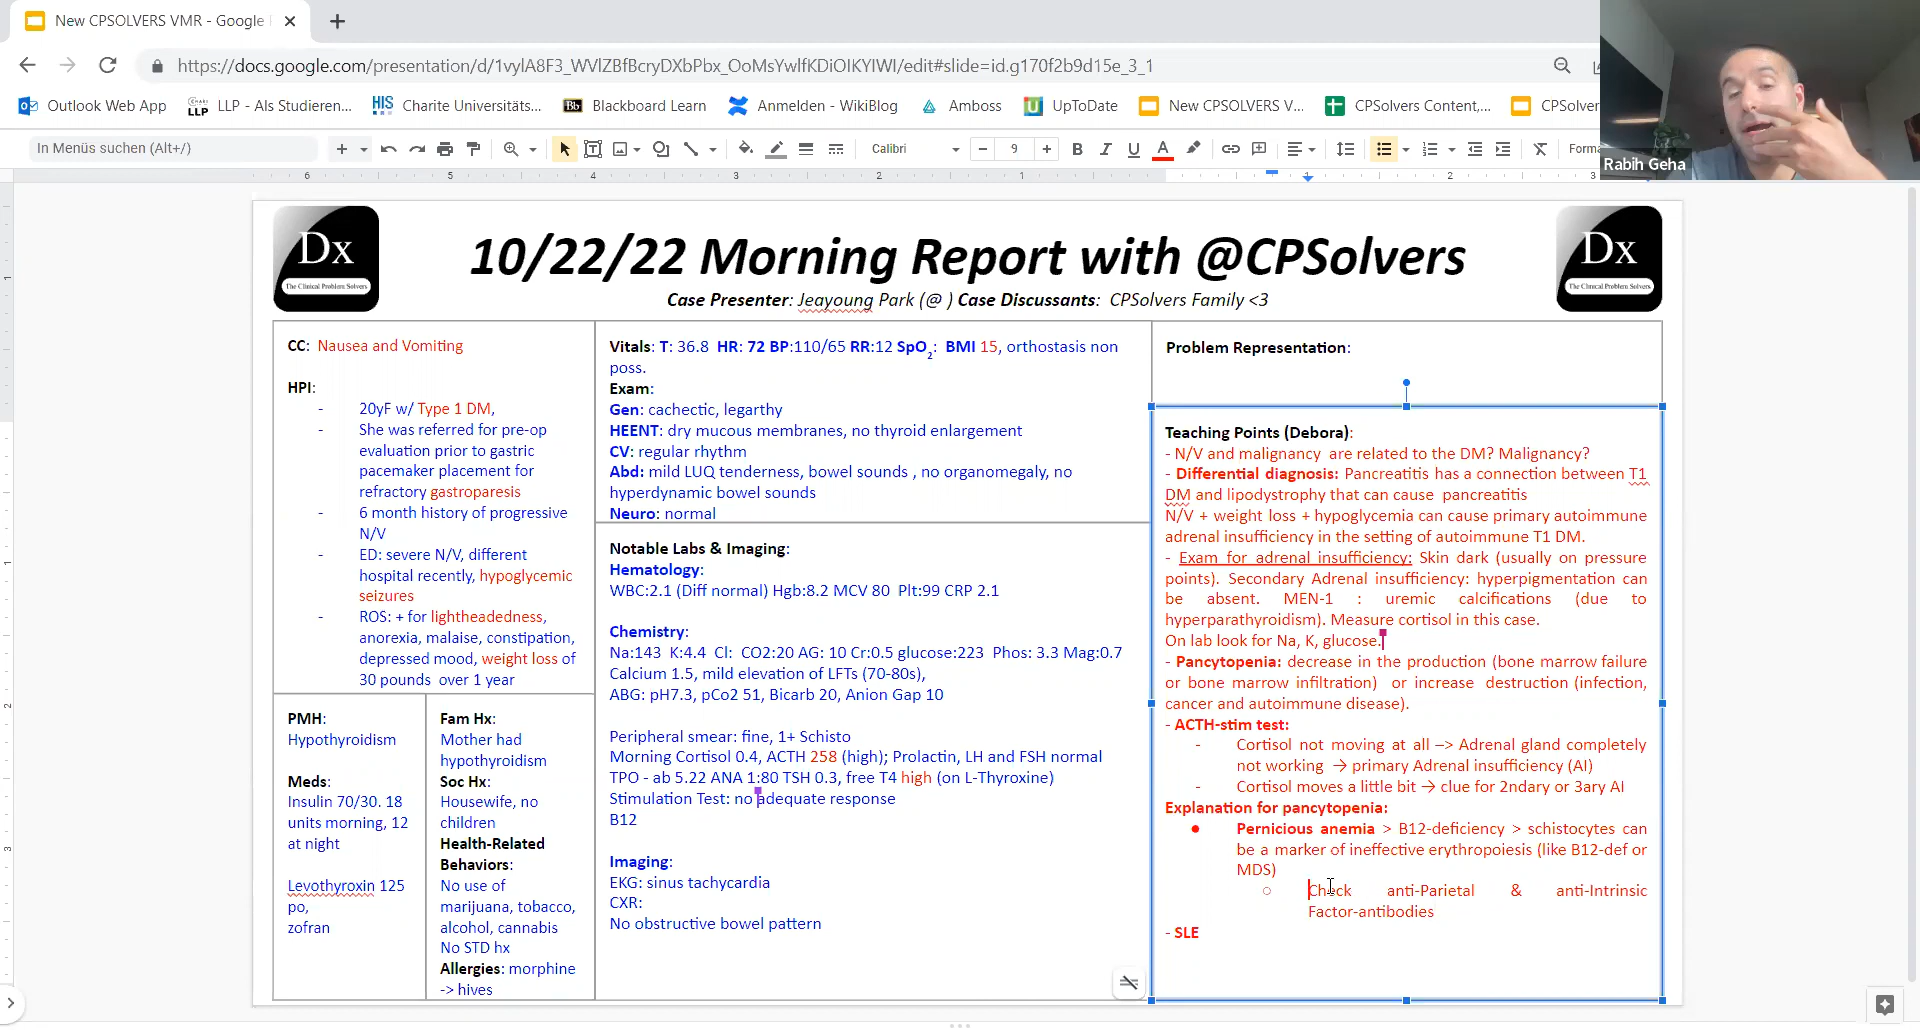 New CPSOLVERS VMR - Google
https://docs.google.com/presentation/d/1vylA8F3_WVlZBfBcryDXbPbx_OoMsYwlfKDiOIKYIWI/edit#slide=id.g170f2b9d15e_3_1
Outlook Web App
LLP - Als Studieren...
Charite Universitäts...
Blackboard Learn
Anmelden - WikiBlog
Amboss
UpToDate
New CPSOLVERS V...
CPSolvers Content,...
CPSolver
Rabih Geha
In Menüs suchen (Alt+/)
Calibri
9
Forma
6 5 4 3 2 1 1 2 3
Dx
The Clinical Problem Solvers
10/22/22 Morning Report with @CPSolvers
Case Presenter: Jeayoung Park (@ ) Case Discussants: CPSolvers Family <3
Dx
The Clinical Problem Solvers
CC: Nausea and Vomiting
HPI:
- 20yF w/ Type 1 DM,
- She was referred for pre-op
evaluation prior to gastric
pacemaker placement for
refractory gastroparesis
- 6 month history of progressive
N/V
- ED: severe N/V, different
hospital recently, hypoglycemic
seizures
- ROS: + for lightheadedness,
anorexia, malaise, constipation,
depressed mood, weight loss of
30 pounds over 1 year
PMH:
Hypothyroidism
Meds:
Insulin 70/30. 18
units morning, 12
at night
Levothyroxin 125
po,
zofran
Fam Hx:
Mother had
hypothyroidism
Soc Hx:
Housewife, no
children
Health-Related
Behaviors:
No use of
marijuana, tobacco,
alcohol, cannabis
No STD hx
Allergies: morphine
-> hives
Vitals: T: 36.8 HR: 72 BP:110/65 RR:12 SpO2: BMI 15, orthostasis non
poss.
Exam:
Gen: cachectic, legarthy
HEENT: dry mucous membranes, no thyroid enlargement
CV: regular rhythm
Abd: mild LUQ tenderness, bowel sounds , no organomegaly, no
hyperdynamic bowel sounds
Neuro: normal
Notable Labs & Imaging:
Hematology:
WBC:2.1 (Diff normal) Hgb:8.2 MCV 80 Plt:99 CRP 2.1
Chemistry:
Na:143 K:4.4 Cl: CO2:20 AG: 10 Cr:0.5 glucose:223 Phos: 3.3 Mag:0.7
Calcium 1.5, mild elevation of LFTs (70-80s),
ABG: pH7.3, pCo2 51, Bicarb 20, Anion Gap 10
Peripheral smear: fine, 1+ Schisto
Morning Cortisol 0.4, ACTH 258 (high); Prolactin, LH and FSH normal
TPO - ab 5.22 ANA 1:80 TSH 0.3, free T4 high (on L-Thyroxine)
Stimulation Test: no adequate response
B12
Imaging:
EKG: sinus tachycardia
CXR:
No obstructive bowel pattern
Problem Representation:
Teaching Points (Debora):
- N/V and malignancy are related to the DM? Malignancy?
- Differential diagnosis: Pancreatitis has a connection between T1
DM and lipodystrophy that can cause pancreatitis
N/V + weight loss + hypoglycemia can cause primary autoimmune
adrenal insufficiency in the setting of autoimmune T1 DM.
- Exam for adrenal insufficiency: Skin dark (usually on pressure
points). Secondary Adrenal insufficiency: hyperpigmentation can
be absent. MEN-1 : uremic calcifications (due to
hyperparathyroidism). Measure cortisol in this case.
On lab look for Na, K, glucose.
- Pancytopenia: decrease in the production (bone marrow failure
or bone marrow infiltration) or increase destruction (infection,
cancer and autoimmune disease).
- ACTH-stim test:
- Cortisol not moving at all –> Adrenal gland completely
not working → primary Adrenal insufficiency (AI)
- Cortisol moves a little bit → clue for 2ndary or 3ary AI
Explanation for pancytopenia:
● Pernicious anemia > B12-deficiency > schistocytes can
be a marker of ineffective erythropoiesis (like B12-def or
MDS)
○ Check anti-Parietal & anti-Intrinsic
Factor-antibodies
- SLE